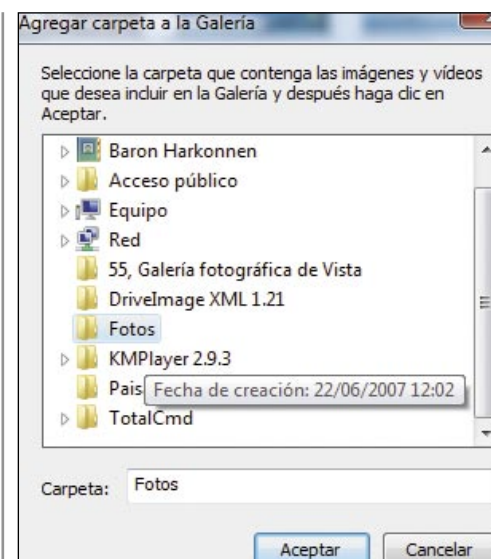 Agregar carpeta a la Galería
Seleccione la carpeta que contenga las imágenes y vídeos
que desea incluir en la Galería y después haga clic en
Aceptar.
Baron Harkonnen
Acceso público
Equipo
Red
55, Galería fotográfica de Vista
DriveImage XML 1.21
Fotos
KMPlayer 2.9.3
Fecha de creación: 22/06/2007 12:02
TotalCmd
Carpeta: Fotos
Aceptar Cancelar